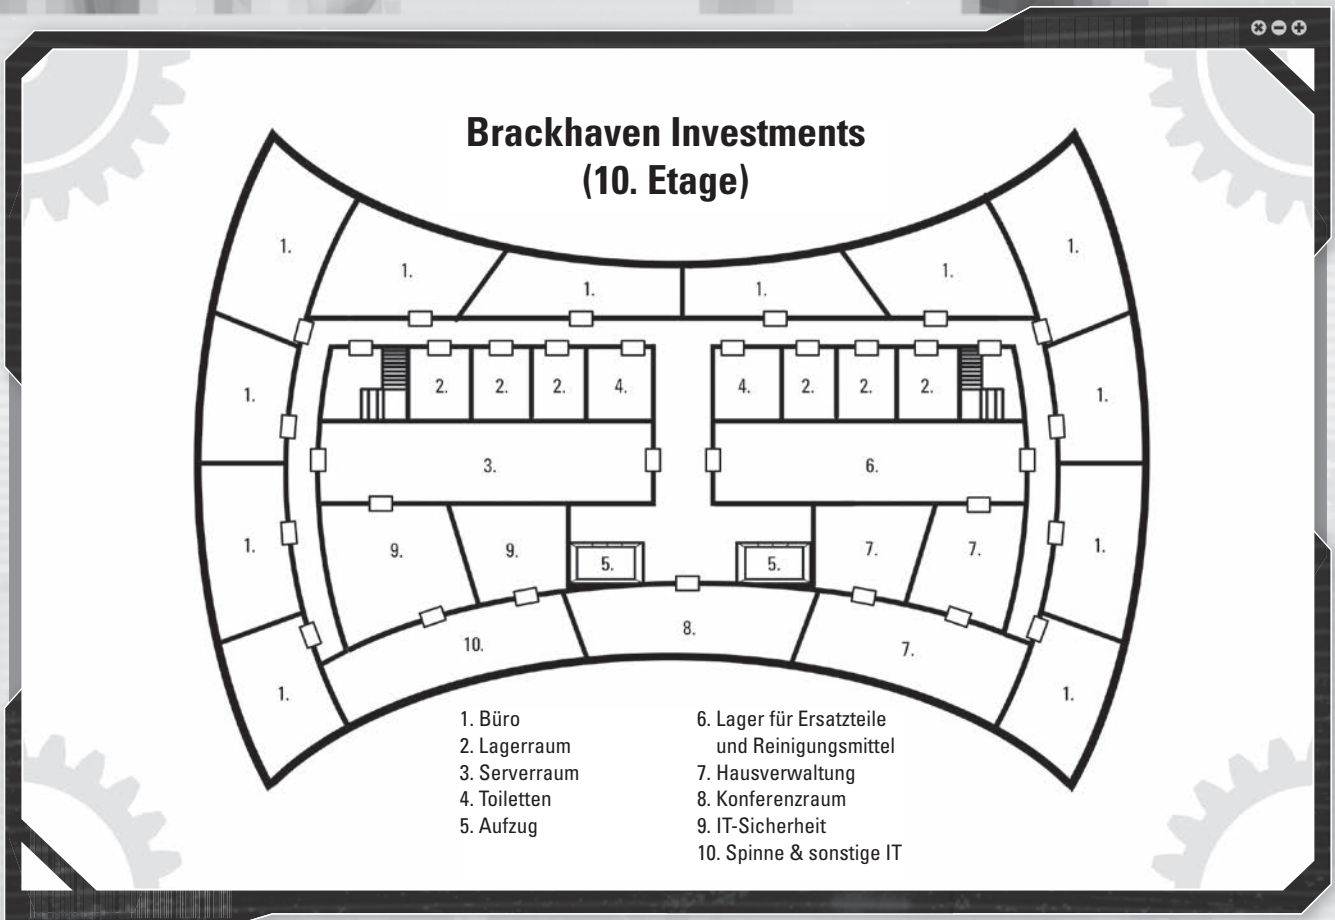 Brackhaven Investments
(10. Etage)
1.
1.
1.
1.
1.
1.
1.
1.
2.
2.
2.
4.
4.
2.
2.
2.
1.
3.
6.
1.
9.
9.
5.
5.
7.
7.
1.
10.
8.
7.
1.
1.
1. Büro
2. Lagerraum
3. Serverraum
4. Toiletten
5. Aufzug
6. Lager für Ersatzteile
und Reinigungsmittel
7. Hausverwaltung
8. Konferenzraum
9. IT-Sicherheit
10. Spinne & sonstige IT